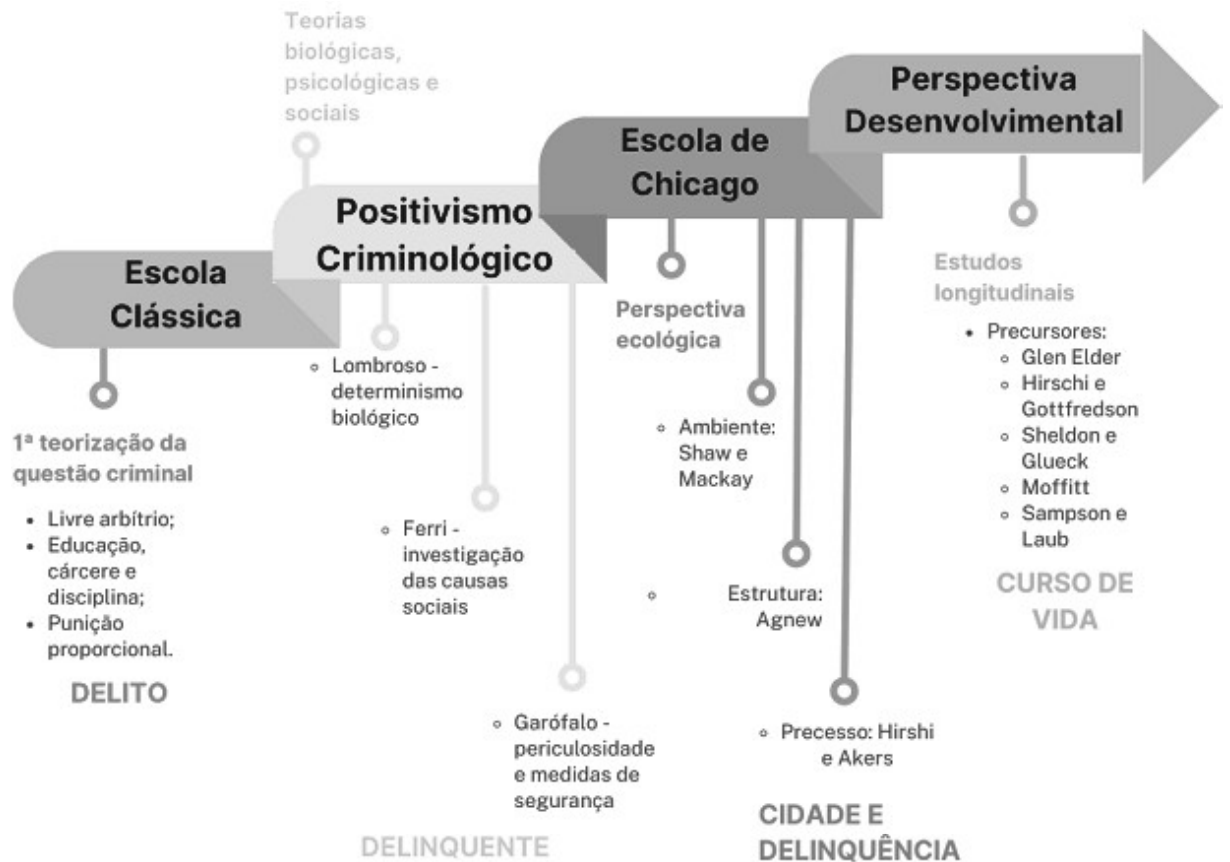 Escola
Clássica
1ª teorização da
questão criminal
• Livre arbítrio;
• Educação,
cárcere e
disciplina;
• Punição
proporcional.
DELITO
Teorias
biológicas,
psicológicas e
sociais
Positivismo
Criminológico
Lombroso -
determinismo
biológico
Ferri -
investigação
das causas
sociais
Garófalo -
periculosidade
e medidas de
segurança
DELINQUENTE
Escola de
Chicago
Perspectiva
ecológica
Ambiente:
Shaw e
Mackay
Estrutura:
Agnew
Precesso: Hirshi
e Akers
CIDADE E
DELINQUÊNCIA
Perspectiva
Desenvolvimental
Estudos
longitudinais
• Precursores:
Glen Elder
Hirschi e
Gottfredson
Sheldon e
Glueck
Moffitt
Sampson e
Laub
CURSO DE
VIDA